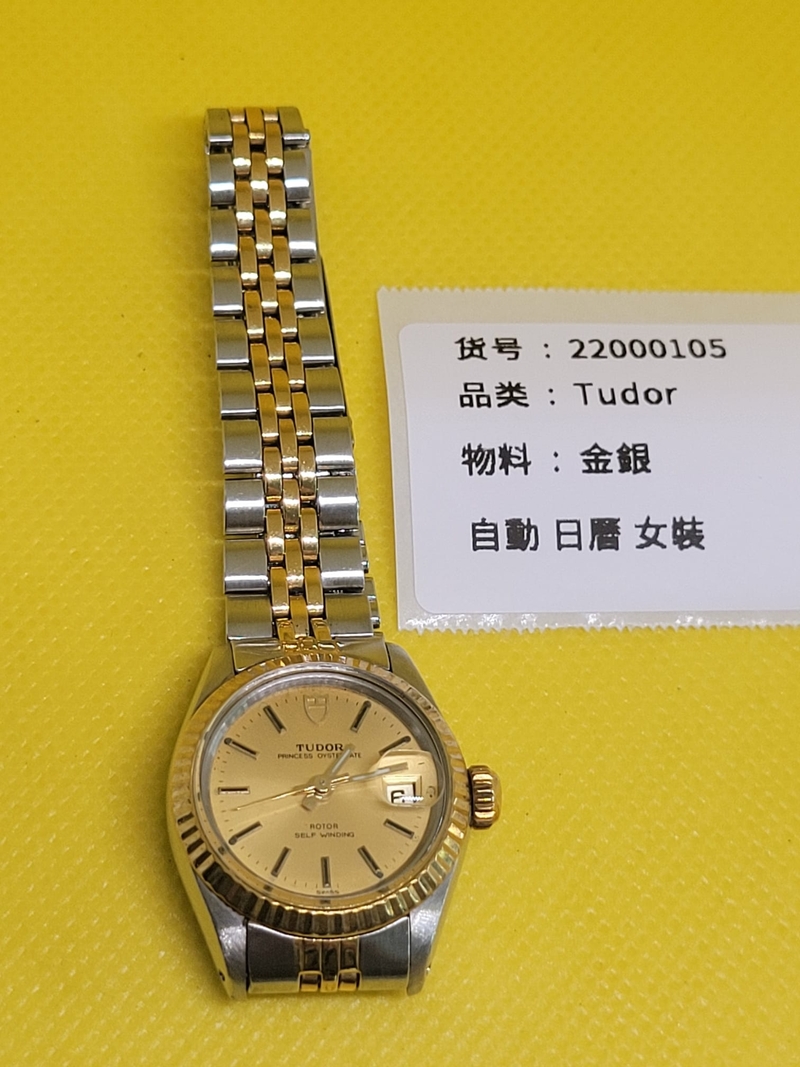 货号 : 22000105
品类 : Tudor
物料 : 金銀
自動 日曆 女裝
TUDOR
PRINCESS OYSTERDATE
ROTOR
SELF WINDING